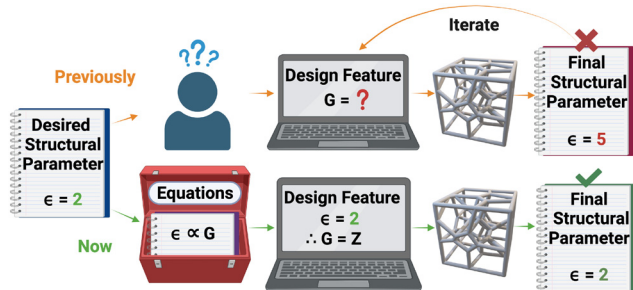 Iterate
Previously
???
Design Feature
G = ?
Final
Structural
Parameter
ϵ = 5
Desired
Structural
Parameter
ϵ = 2
Now
Equations
ϵ ∝ G
Design Feature
ϵ = 2
∴ G = Z
Final
Structural
Parameter
ϵ = 2